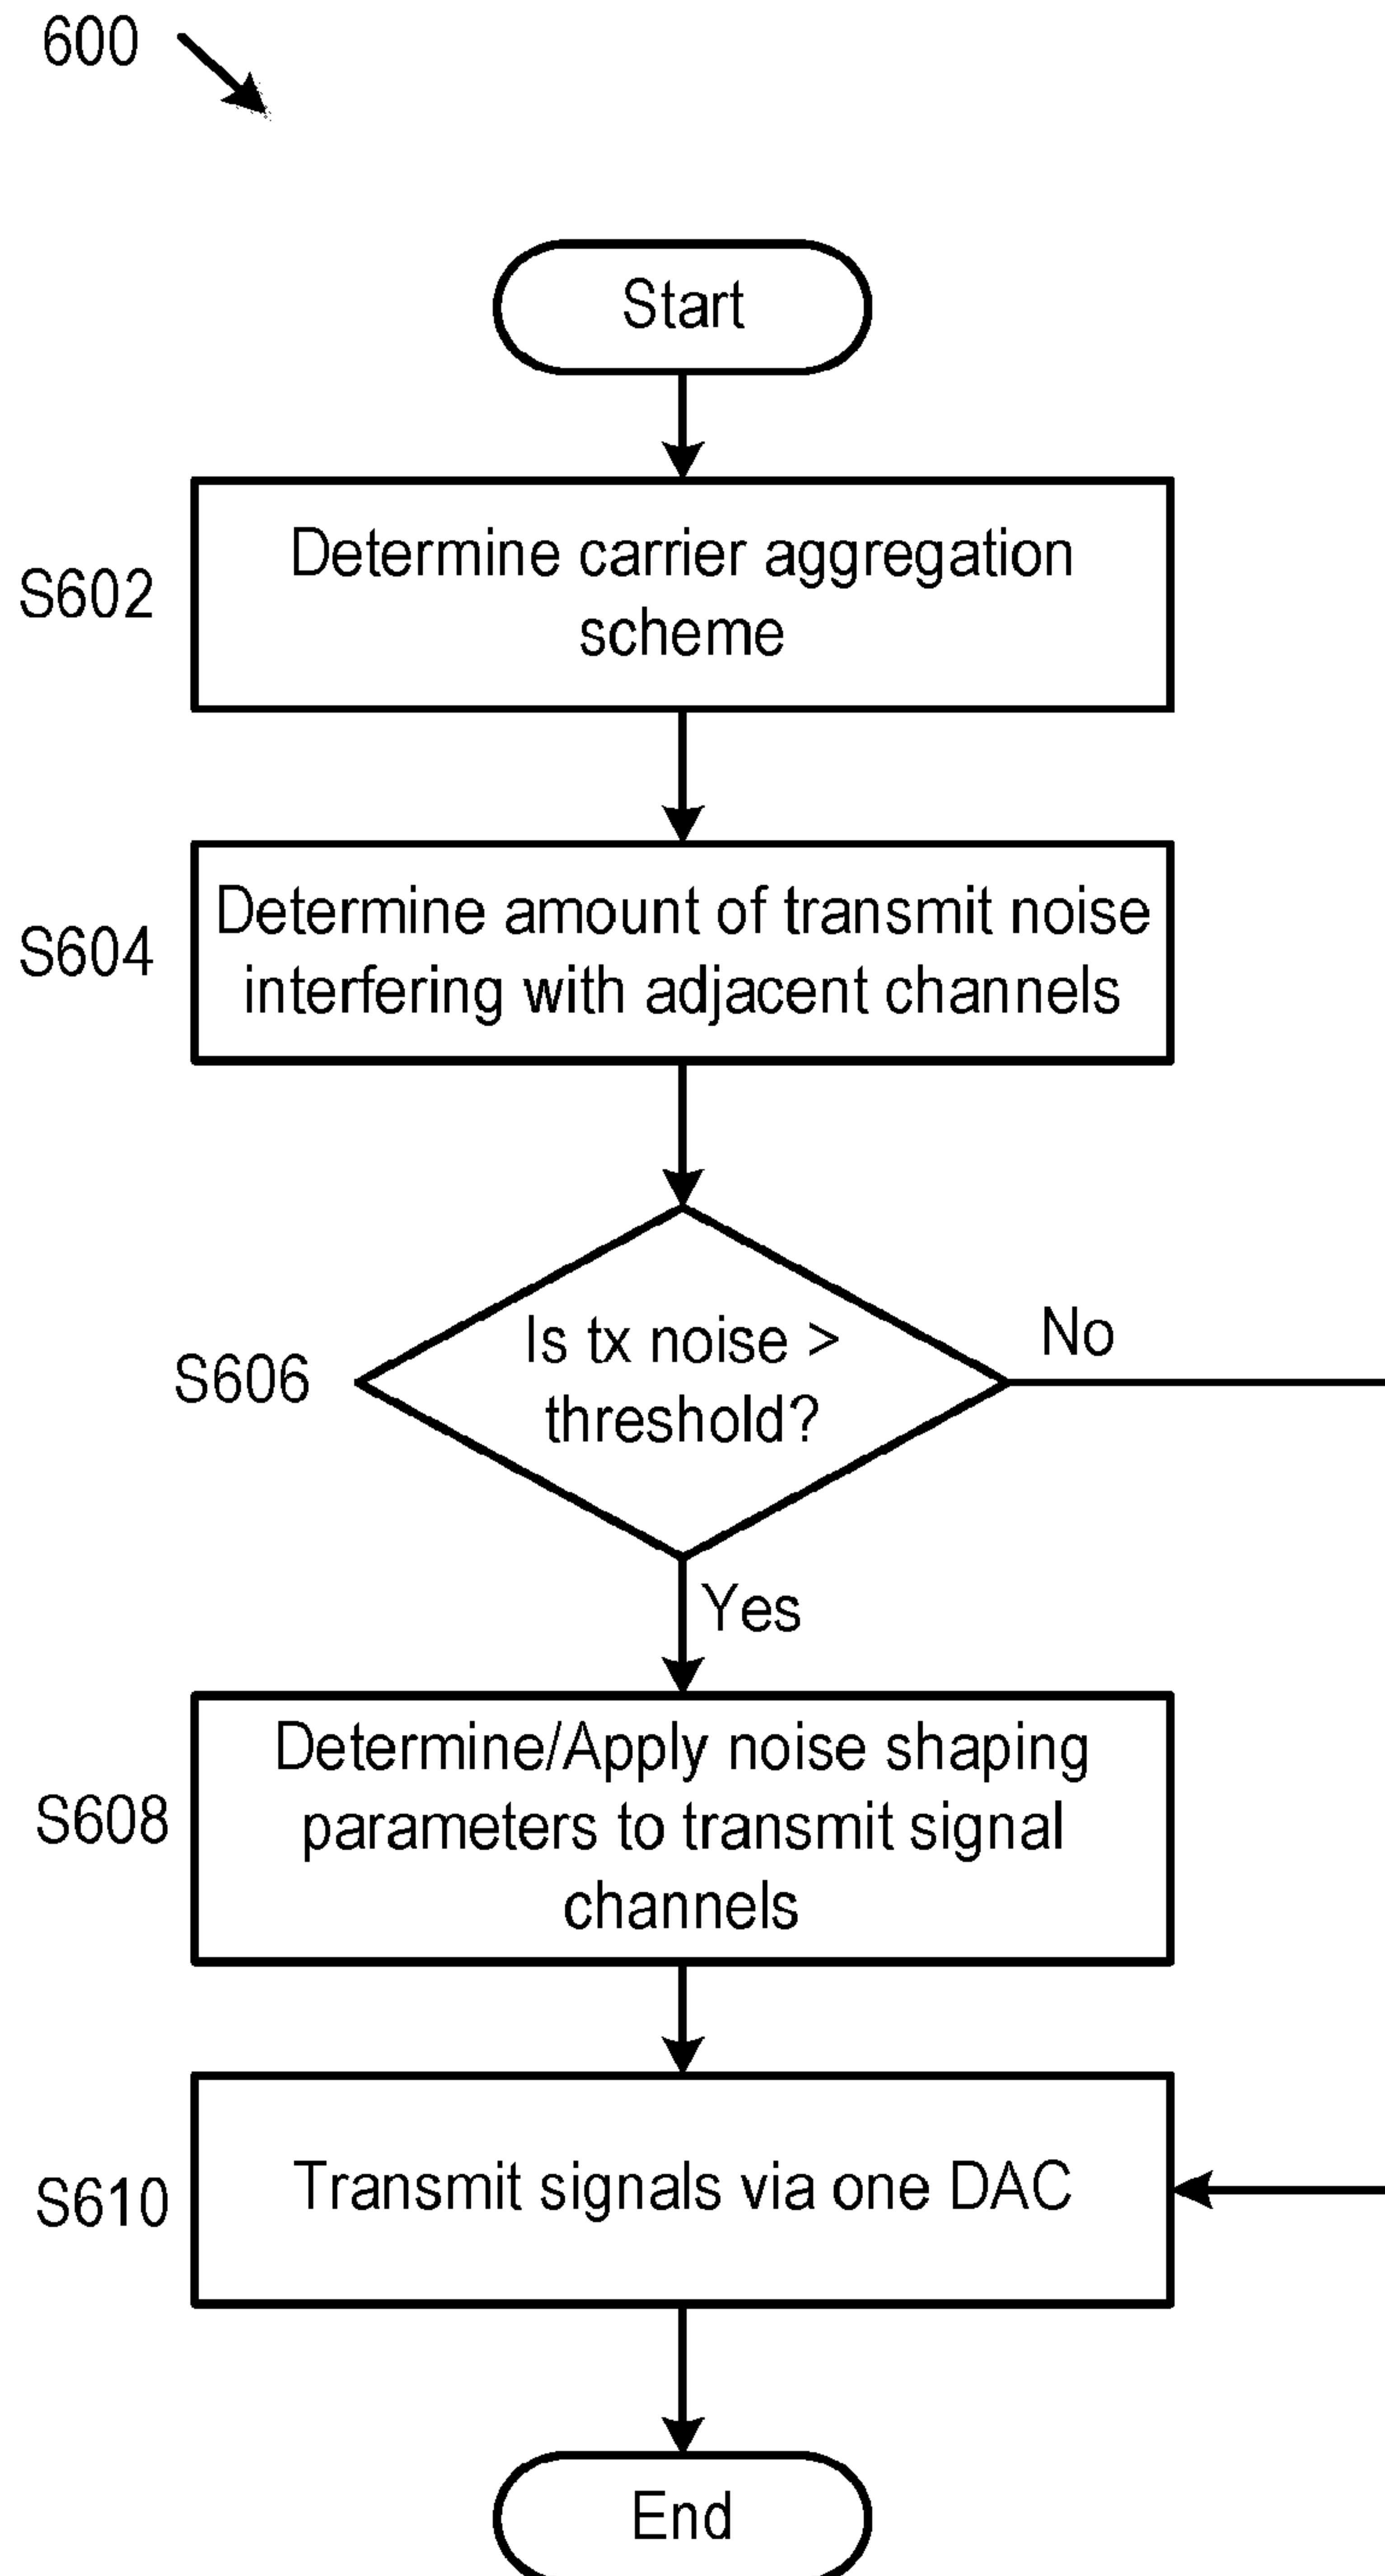 600
Start
S602
Determine carrier aggregation
scheme
S604
Determine amount of transmit noise
interfering with adjacent channels
S606
Is tx noise >
threshold?
No
Yes
S608
Determine/Apply noise shaping
parameters to transmit signal
channels
S610
Transmit signals via one DAC
End